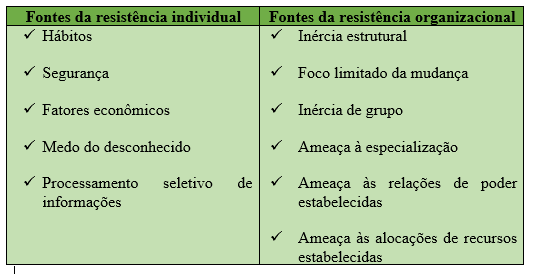 Fontes da resistência individual
✓ Hábitos
✓ Segurança
✓ Fatores econômicos
✓ Medo do desconhecido
✓ Processamento seletivo de
informações
Fontes da resistência organizacional
✓ Inércia estrutural
✓ Foco limitado da mudança
✓ Inércia de grupo
✓ Ameaça à especialização
✓ Ameaça às relações de poder
estabelecidas
✓ Ameaça às alocações de recursos
estabelecidas